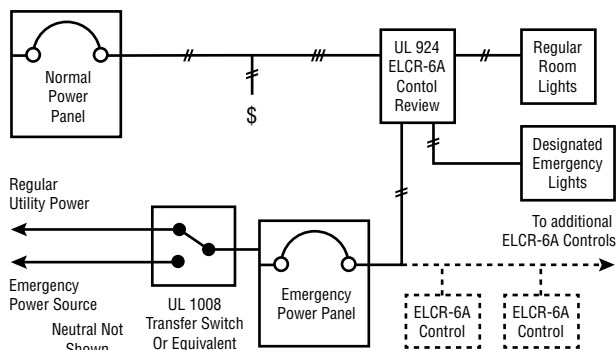 Normal
Power
Panel
$
UL 924
ELCR-6A
Contol
Review
Regular
Room
Lights
Designated
Emergency
Lights
Regular
Utility Power
Emergency
Power Source
Neutral Not
Shown
UL 1008
Transfer Switch
Or Equivalent
Emergency
Power Panel
To additional
ELCR-6A Controls
ELCR-6A
Control
ELCR-6A
Control